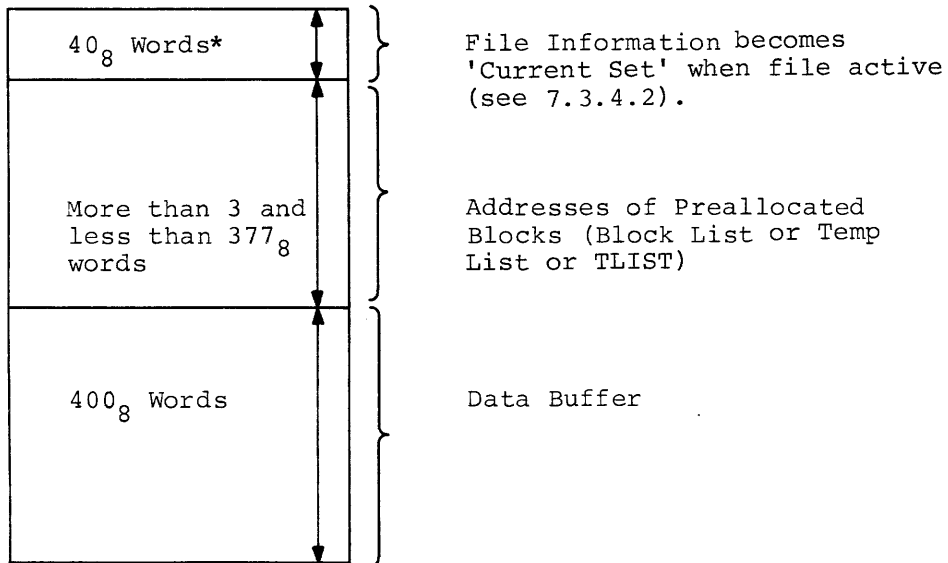 40₈ Words*
File Information becomes
'Current Set' when file active
(see 7.3.4.2).
More than 3 and
less than 377₈
words
Addresses of Preallocated
Blocks (Block List or Temp
List or TLIST)
400₈ Words
Data Buffer